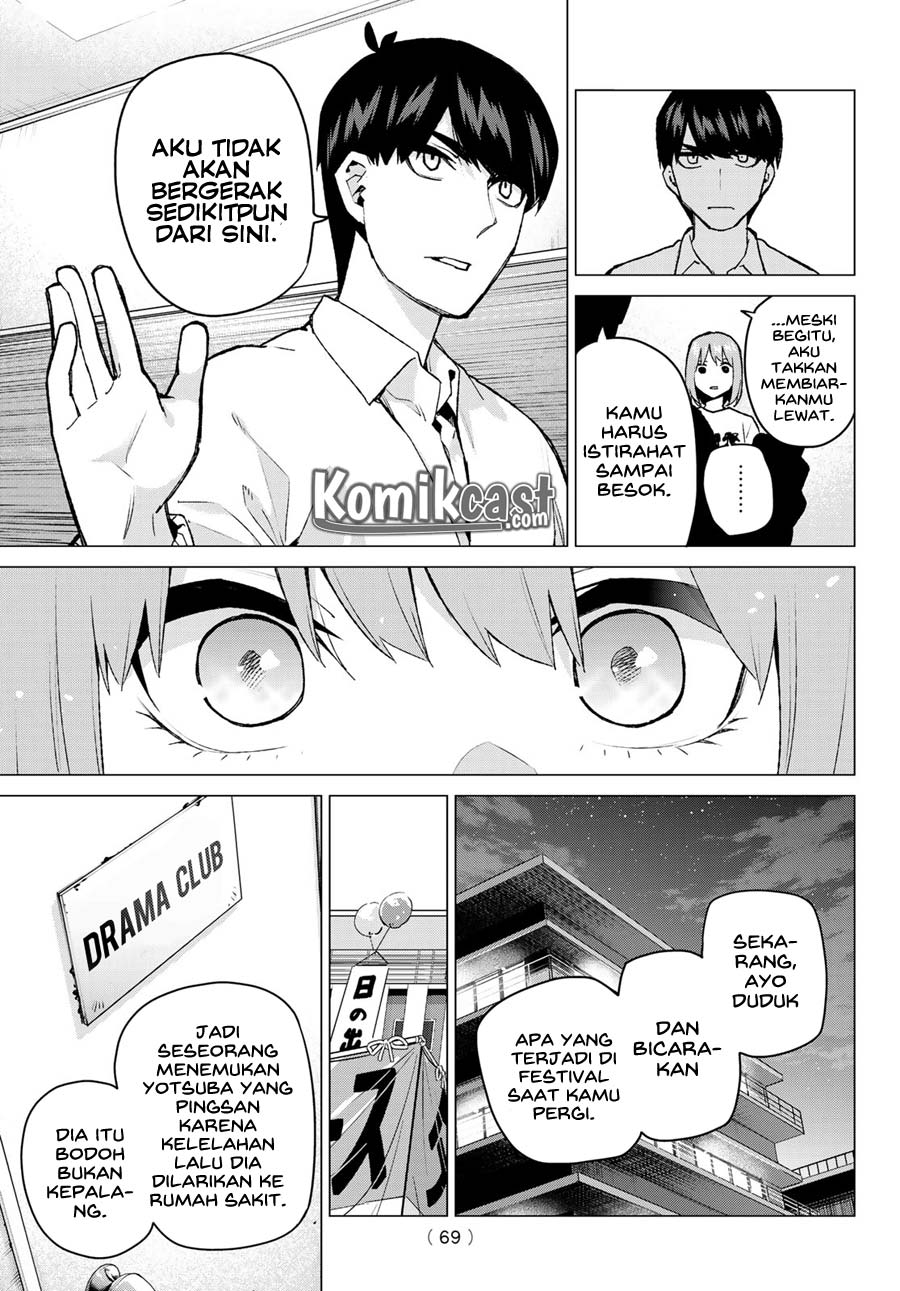 ...MESKI
BEGITU,
AKU
TAKKAN
MEMBIAR-
KANMU
LEWAT.
.........
KAMU
HARUS
ISTIRAHAT
SAMPAI
BESOK.
AKU TIDAK
AKAN
BERGERAK
SEDIKITPUN
DARI SINI.
Komikcast
.com
SEKA-
RANG,
AYO
DUDUK
DAN
BICARA-
KAN
APA YANG
TERJADI DI
FESTIVAL
SAAT KAMU
PERGI.
日の出
DRAMA CLUB
JADI
SESEORANG
MENEMUKAN
YOTSUBA YANG
PINGSAN
KARENA
KELELAHAN
LALU DIA
DILARIKAN KE
RUMAH SAKIT.
DIA ITU
BODOH
BUKAN
KEPALA-
NG.
( 69 )